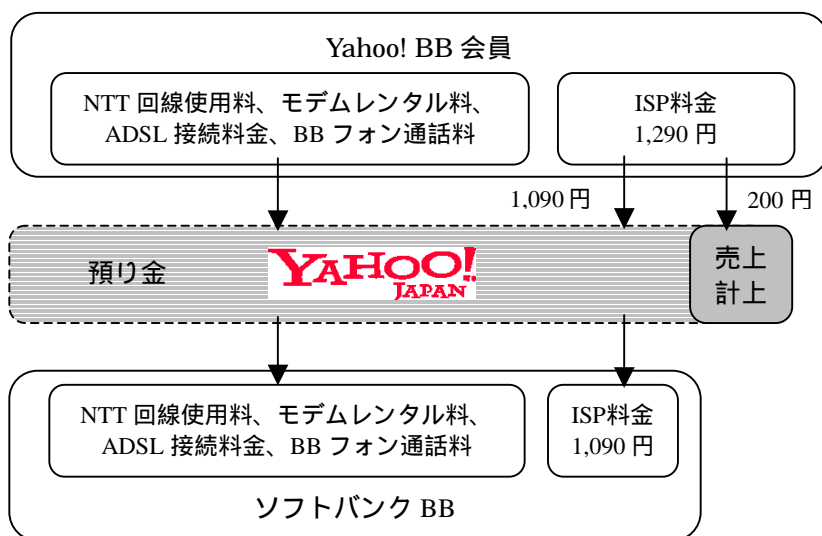 Yahoo! BB 会員
NTT 回線使用料、モデムレンタル料、
ADSL 接続料金、BB フォン通話料
ISP料金
1,290 円
1,090 円
200 円
預り金
YAHOO!
JAPAN
売上
計上
NTT 回線使用料、モデムレンタル料、
ADSL 接続料金、BB フォン通話料
ISP料金
1,090 円
ソフトバンク BB